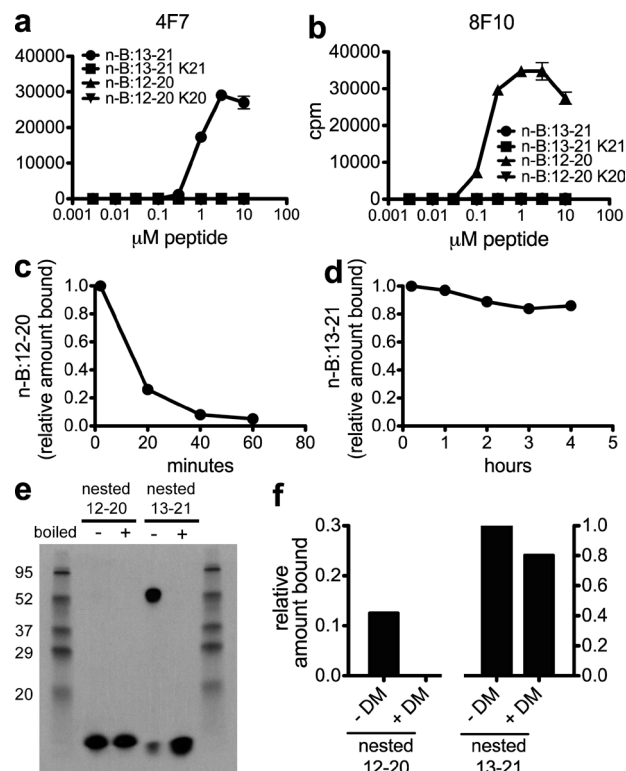 a
4F7
n-B:13-21
n-B:13-21 K21
n-B:12-20
n-B:12-20 K20
40000
30000
20000
10000
0
0.001 0.01 0.1 1 10 100
µM peptide
b
8F10
cpm
40000
30000
20000
10000
0
n-B:13-21
n-B:13-21 K21
n-B:12-20
n-B:12-20 K20
0.001 0.01 0.1 1 10 100
µM peptide
c
n-B:12-20
(relative amount bound)
1.0
0.8
0.6
0.4
0.2
0.0
0 20 40 60 80
minutes
d
n-B:13-21
(relative amount bound)
1.0
0.8
0.6
0.4
0.2
0.0
0 1 2 3 4 5
hours
e
nested nested
12-20 13-21
boiled - + - +
95
52
37
29
20
f
relative
amount bound
0.3
0.2
0.1
0.0
1.0
0.8
0.6
0.4
0.2
0.0
- DM + DM - DM + DM
nested nested
12-20 13-21